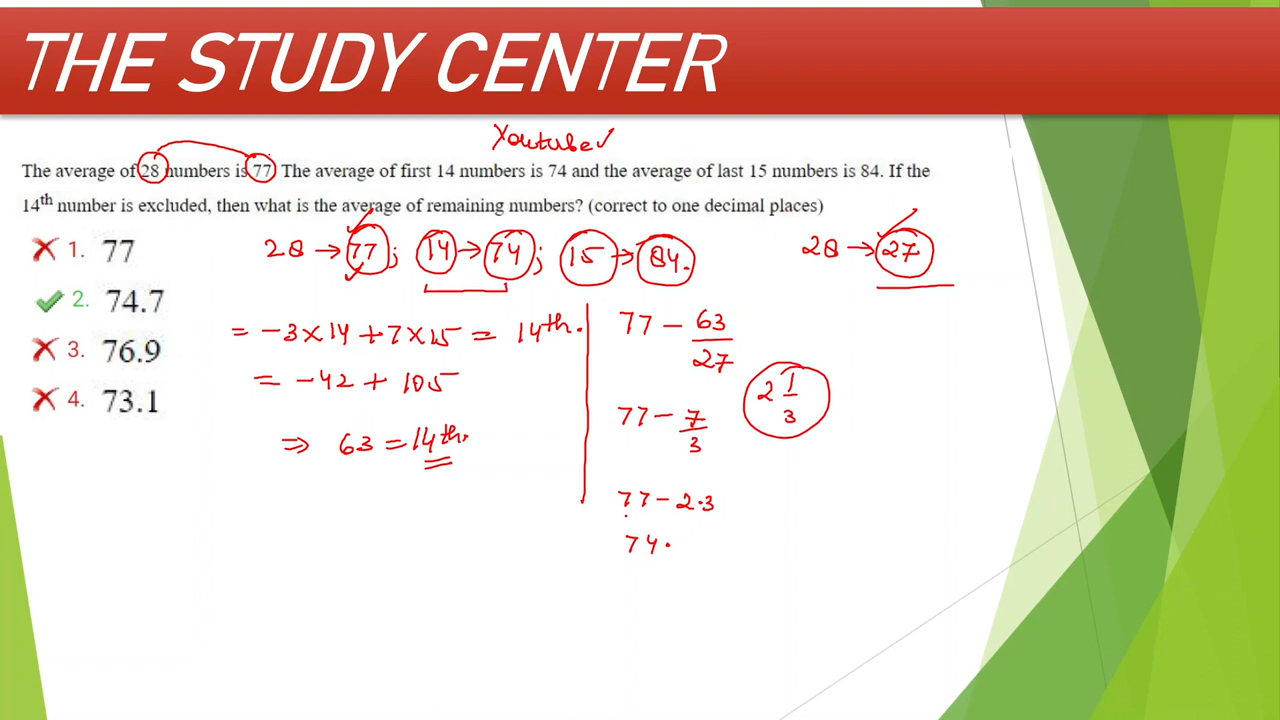 THE STUDY CENTER
Youtube ✓
The average of 28 numbers is 77. The average of first 14 numbers is 74 and the average of last 15 numbers is 84. If the
14th number is excluded, then what is the average of remaining numbers? (correct to one decimal places)
1. 77
2. 74.7
3. 76.9
4. 73.1
28 → 77; 14 → 74; 15 → 84.
28 → 27
= -3×14 + 7×15 = 14th.
= -42 + 105
⇒ 63 = 14th.
77 - 63/27
77 - 7/3
2 1/3
77 - 2.3
74.